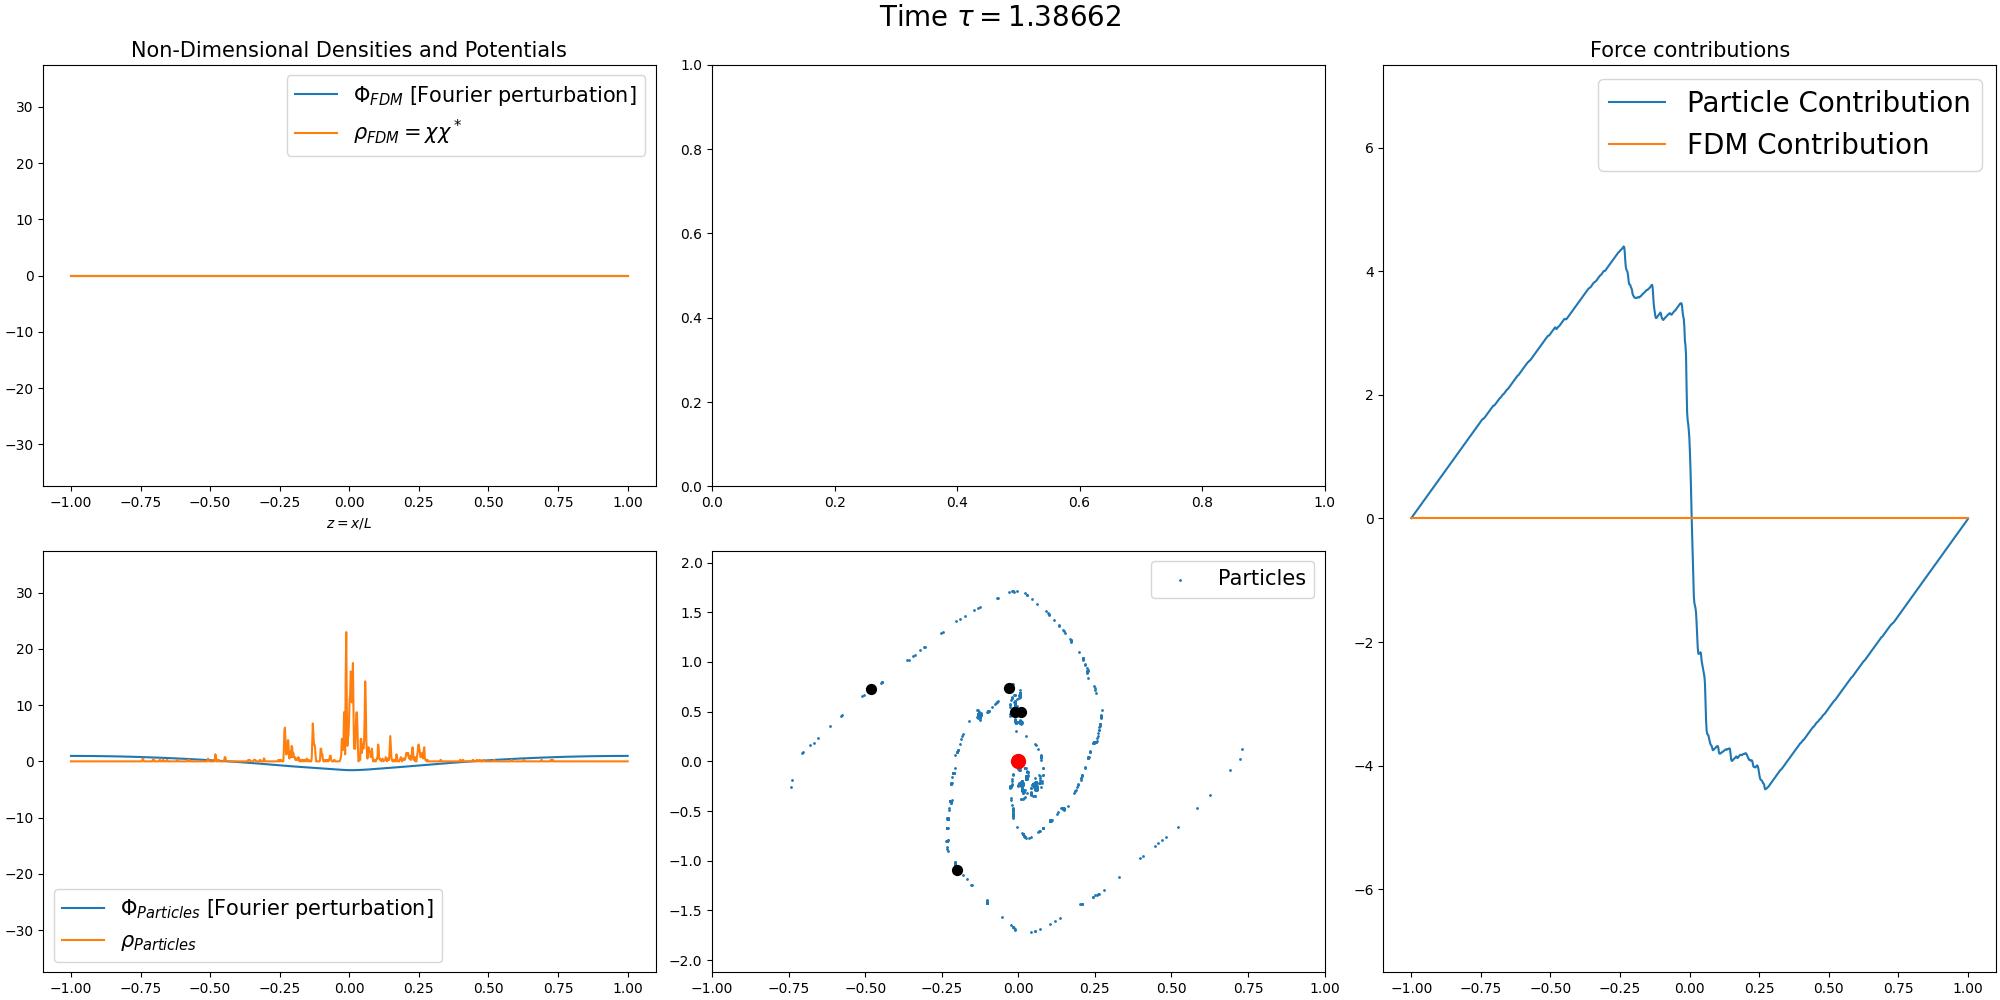 Time τ = 1.38662
Non-Dimensional Densities and Potentials
Φ_FDM [Fourier perturbation]
ρ_FDM = χχ*
30
20
10
0
−10
−20
−30
−1.00 −0.75 −0.50 −0.25 0.00 0.25 0.50 0.75 1.00
z = x/L
1.0
0.8
0.6
0.4
0.2
0.0
0.0 0.2 0.4 0.6 0.8 1.0
Force contributions
Particle Contribution
FDM Contribution
6
4
2
0
−2
−4
−6
−1.00 −0.75 −0.50 −0.25 0.00 0.25 0.50 0.75 1.00
30
20
10
0
−10
−20
−30
Φ_Particles [Fourier perturbation]
ρ_Particles
−1.00 −0.75 −0.50 −0.25 0.00 0.25 0.50 0.75 1.00
Particles
2.0
1.5
1.0
0.5
0.0
−0.5
−1.0
−1.5
−2.0
−1.00 −0.75 −0.50 −0.25 0.00 0.25 0.50 0.75 1.00